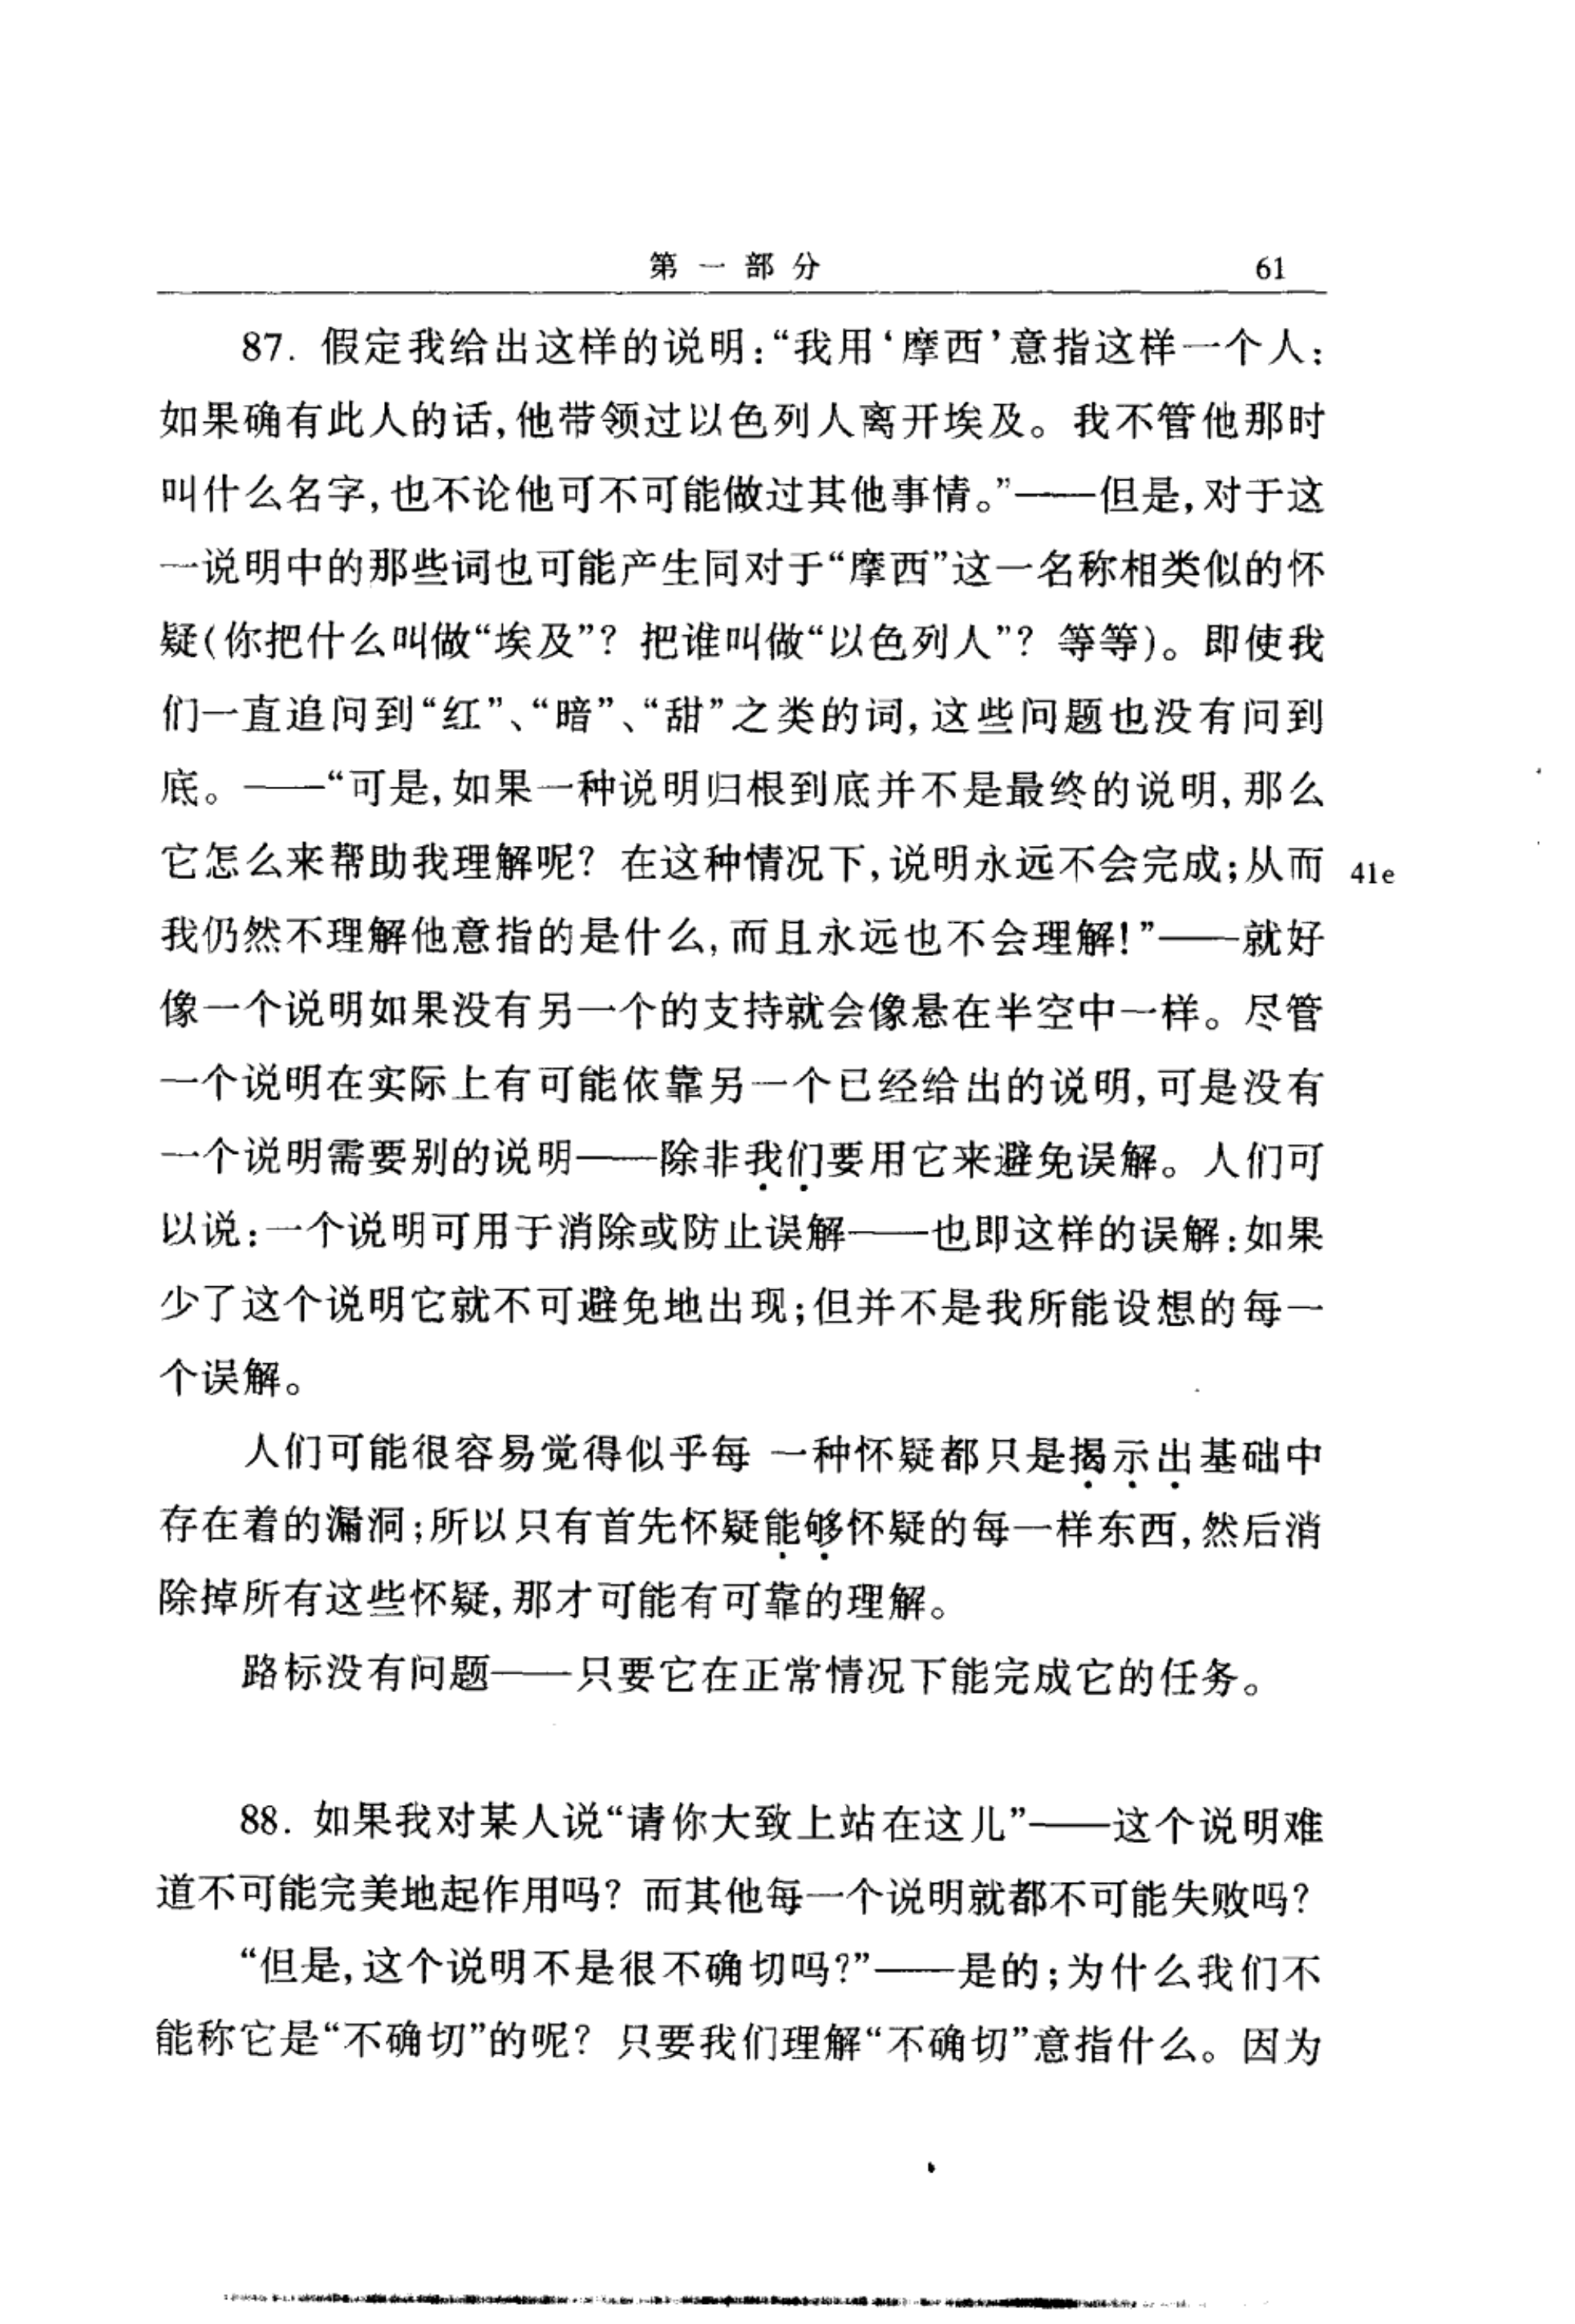 第一部分 61
87. 假定我给出这样的说明:“我用‘摩西’意指这样一个人:
如果确有此人的话,他带领过以色列人离开埃及。我不管他那时
叫什么名字,也不论他可不可能做过其他事情。”——但是,对于这
一说明中的那些词也可能产生同对于“摩西”这一名称相类似的怀
疑(你把什么叫做“埃及”? 把谁叫做“以色列人”? 等等)。即使我
们一直追问到“红”、“暗”、“甜”之类的词,这些问题也没有问到
底。——“可是,如果一种说明归根到底并不是最终的说明,那么
它怎么来帮助我理解呢? 在这种情况下,说明永远不会完成;从而 41e
我仍然不理解他意指的是什么,而且永远也不会理解!”——就好
像一个说明如果没有另一个的支持就会像悬在半空中一样。尽管
一个说明在实际上有可能依靠另一个已经给出的说明,可是没有
一个说明需要别的说明——除非我们要用它来避免误解。人们可
以说:一个说明可用于消除或防止误解——也即这样的误解:如果
少了这个说明它就不可避免地出现;但并不是我所能设想的每一
个误解。
人们可能很容易觉得似乎每一种怀疑都只是揭示出基础中
存在着的漏洞;所以只有首先怀疑能够怀疑的每一样东西,然后消
除掉所有这些怀疑,那才可能有可靠的理解。
路标没有问题——只要它在正常情况下能完成它的任务。
88. 如果我对某人说“请你大致上站在这儿”——这个说明难
道不可能完美地起作用吗? 而其他每一个说明就都不可能失败吗?
“但是,这个说明不是很不确切吗?”——是的;为什么我们不
能称它是“不确切”的呢? 只要我们理解“不确切”意指什么。因为